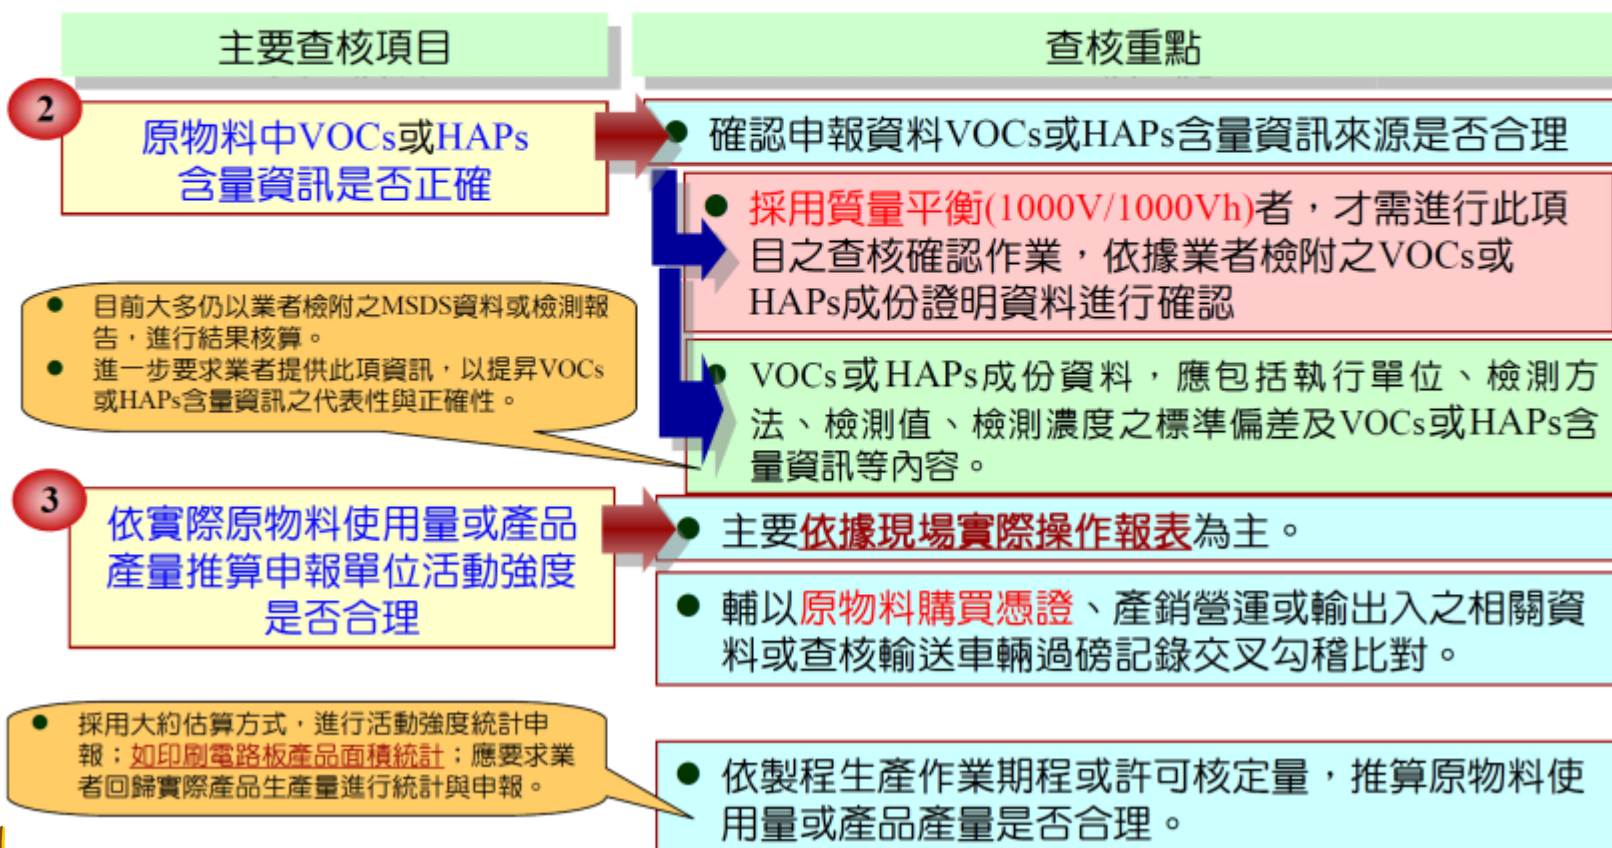 主要查核項目
查核重點
2
原物料中VOCs或HAPs
含量資訊是否正確
● 確認申報資料VOCs或HAPs含量資訊來源是否合理
● 採用質量平衡(1000V/1000Vh)者，才需進行此項
目之查核確認作業，依據業者檢附之VOCs或
HAPs成份證明資料進行確認
● 目前大多仍以業者檢附之MSDS資料或檢測報
告，進行結果核算。
● 進一步要求業者提供此項資訊，以提昇VOCs
或HAPs含量資訊之代表性與正確性。
● VOCs或HAPs成份資料，應包括執行單位、檢測方
法、檢測值、檢測濃度之標準偏差及VOCs或HAPs含
量資訊等內容。
3
依實際原物料使用量或產品
產量推算申報單位活動強度
是否合理
● 主要依據現場實際操作報表為主。
● 輔以原物料購買憑證、產銷營運或輸出入之相關資
料或查核輸送車輛過磅記錄交叉勾稽比對。
● 採用大約估算方式，進行活動強度統計申
報；如印刷電路板產品面積統計；應要求業
者回歸實際產品生產量進行統計與申報。
● 依製程生產作業期程或許可核定量，推算原物料使
用量或產品產量是否合理。